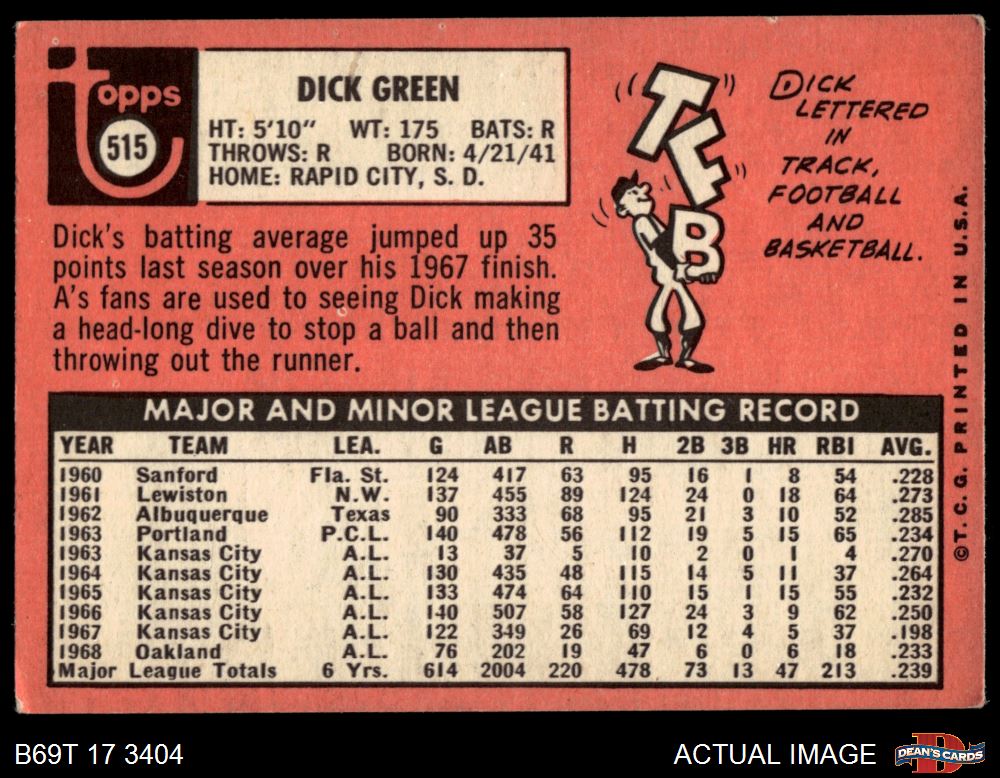 topps
515
DICK GREEN
HT: 5'10" WT: 175 BATS: R
THROWS: R BORN: 4/21/41
HOME: RAPID CITY, S. D.
Dick's batting average jumped up 35
points last season over his 1967 finish.
A's fans are used to seeing Dick making
a head-long dive to stop a ball and then
throwing out the runner.
T
F
B
DICK
LETTERED
IN
TRACK,
FOOTBALL
AND
BASKETBALL.
©T. C. G. PRINTED IN U.S.A.
MAJOR AND MINOR LEAGUE BATTING RECORD
YEAR TEAM LEA. G AB R H 2B 3B HR RBI AVG.
1960 Sanford Fla. St. 124 417 63 95 16 1 8 54 .228
1961 Lewiston N.W. 137 455 89 124 24 0 18 64 .273
1962 Albuquerque Texas 90 333 68 95 21 3 10 52 .285
1963 Portland P.C.L. 140 478 56 112 19 5 15 65 .234
1963 Kansas City A.L. 13 37 5 10 2 0 1 4 .270
1964 Kansas City A.L. 130 435 48 115 14 5 11 37 .264
1965 Kansas City A.L. 133 474 64 110 15 1 15 55 .232
1966 Kansas City A.L. 140 507 58 127 24 3 9 62 .250
1967 Kansas City A.L. 122 349 26 69 12 4 5 37 .198
1968 Oakland A.L. 76 202 19 47 6 0 6 18 .233
Major League Totals 6 Yrs. 614 2004 220 478 73 13 47 213 .239
B69T 17 3404
ACTUAL IMAGE
D
DEAN'S CARDS